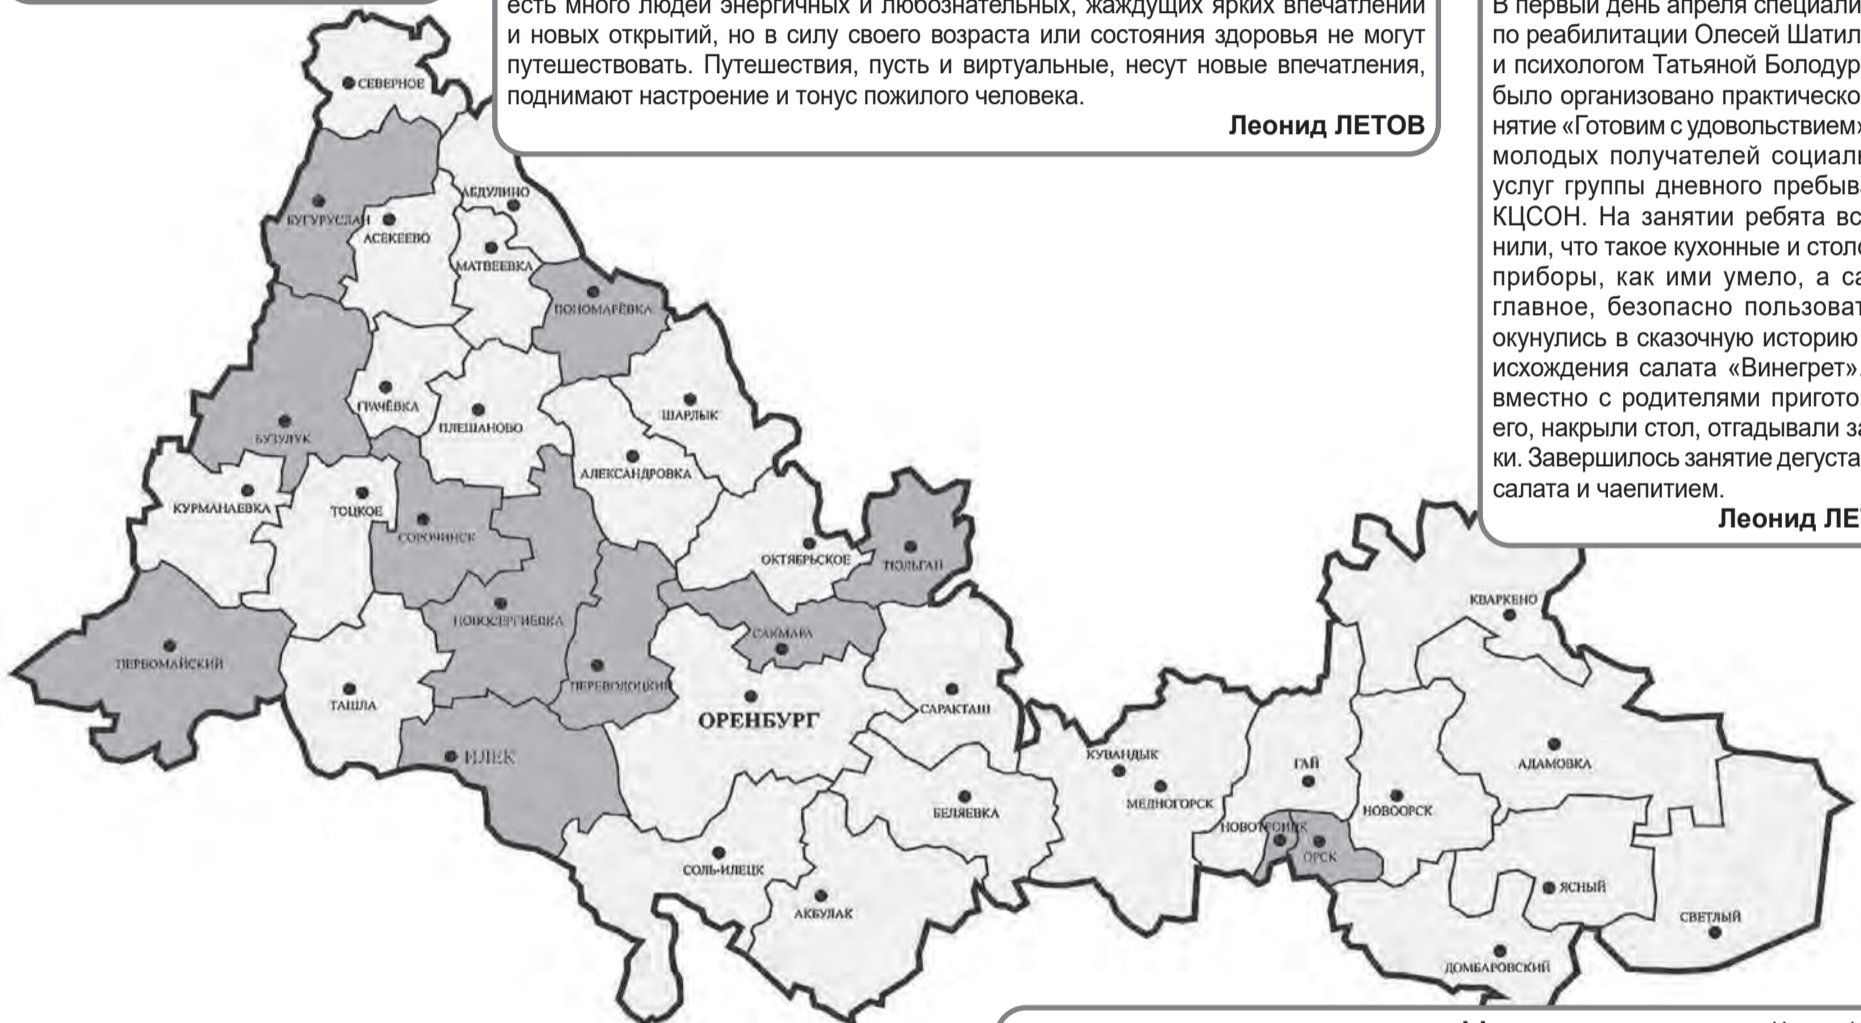 есть много людей энергичных и любознательных, жаждущих ярких впечатлений
и новых открытий, но в силу своего возраста или состояния здоровья не могут
путешествовать. Путешествия, пусть и виртуальные, несут новые впечатления,
поднимают настроение и тонус пожилого человека.
Леонид ЛЕТОВ
В первый день апреля специали
по реабилитации Олесей Шатил
и психологом Татьяной Болодур
было организовано практическо
нятие «Готовим с удовольствием»
молодых получателей социаль
услуг группы дневного пребыв
КЦСОН. На занятии ребята вс
нили, что такое кухонные и столо
приборы, как ими умело, а са
главное, безопасно пользоват
окунулись в сказочную историю
исхождения салата «Винегрет».
вместно с родителями пригото
его, накрыли стол, отгадывали за
ки. Завершилось занятие дегуста
салата и чаепитием.
Леонид ЛЕ
СЕВЕРНОЕ
АБДУЛИНО
БУГУРУСЛАН
АСЕКЕЕВО
МАТВЕЕВКА
ПОНОМАРЁВКА
ГРАЧЁВКА
ПЛЕШАНОВО
ШАРЛЫК
БУЗУЛУК
АЛЕКСАНДРОВКА
КУРМАНАЕВКА
ТОЦКОЕ
СОРОЧИНСК
ОКТЯБРЬСКОЕ
ТЮЛЬГАН
КВАРКЕНО
НОВОСЕРГИЕВКА
САКМАРА
ПЕРВОМАЙСКИЙ
ПЕРЕВОЛОЦКИЙ
ТАШЛА
ОРЕНБУРГ
САРАКТАШ
ИЛЕК
КУВАНДЫК
ГАЙ
АДАМОВКА
МЕДНОГОРСК
НОВООРСК
БЕЛЯЕВКА
НОВОТРОИЦК
ОРСК
СОЛЬ-ИЛЕЦК
ЯСНЫЙ
АКБУЛАК
СВЕТЛЫЙ
ДОМБАРОВСКИЙ